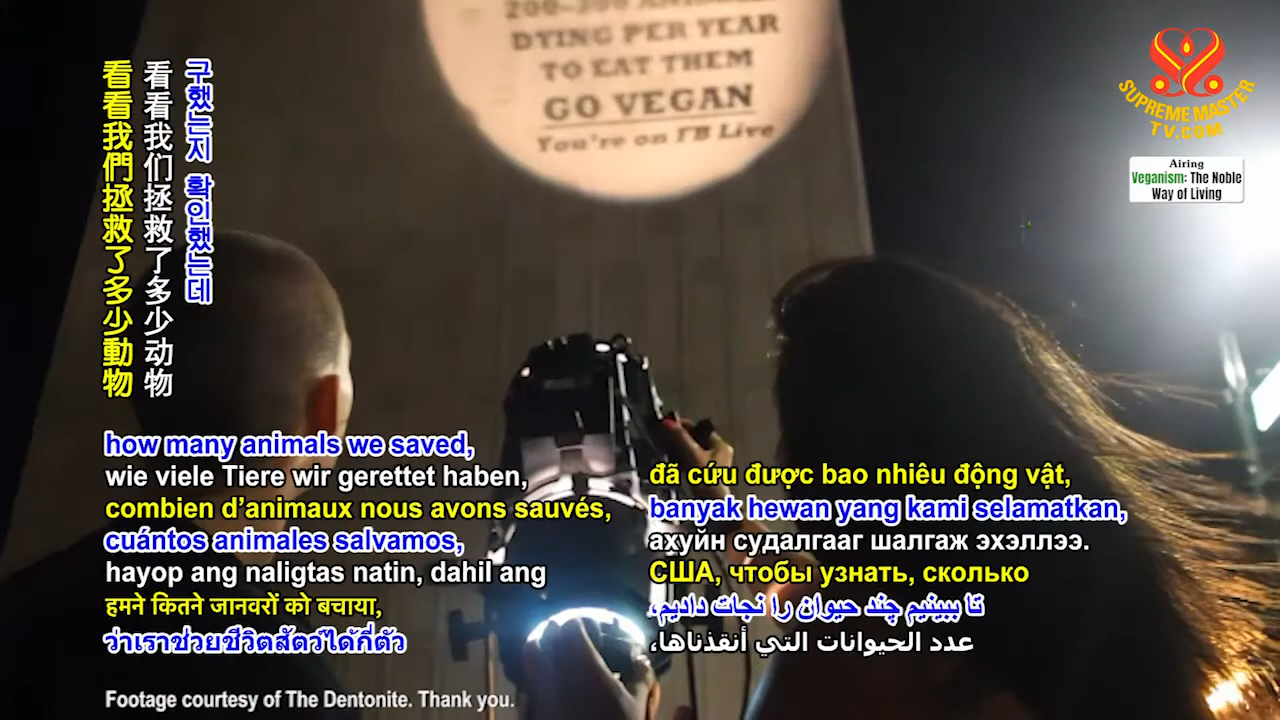 200-300 ANIMALS
DYING PER YEAR
TO EAT THEM
GO VEGAN
You're on FB Live
SUPREME MASTER
TV.COM
Airing
Veganism: The Noble
Way of Living
구했는지 확인했는데
看看我们拯救了多少动物
看看我們拯救了多少動物
how many animals we saved,
wie viele Tiere wir gerettet haben,
combien d'animaux nous avons sauvés,
cuántos animales salvamos,
hayop ang naligtas natin, dahil ang
हमने कितने जानवरों को बचाया,
ว่าเราช่วยชีวิตสัตว์ได้กี่ตัว
đã cứu được bao nhiêu động vật,
banyak hewan yang kami selamatkan,
ахуйн судалгааг шалгаж эхэллээ.
США, чтобы узнать, сколько
تا ببینیم چند حیوان را نجات دادیم،
عدد الحيوانات التي أنقذناها،
Footage courtesy of The Dentonite. Thank you.